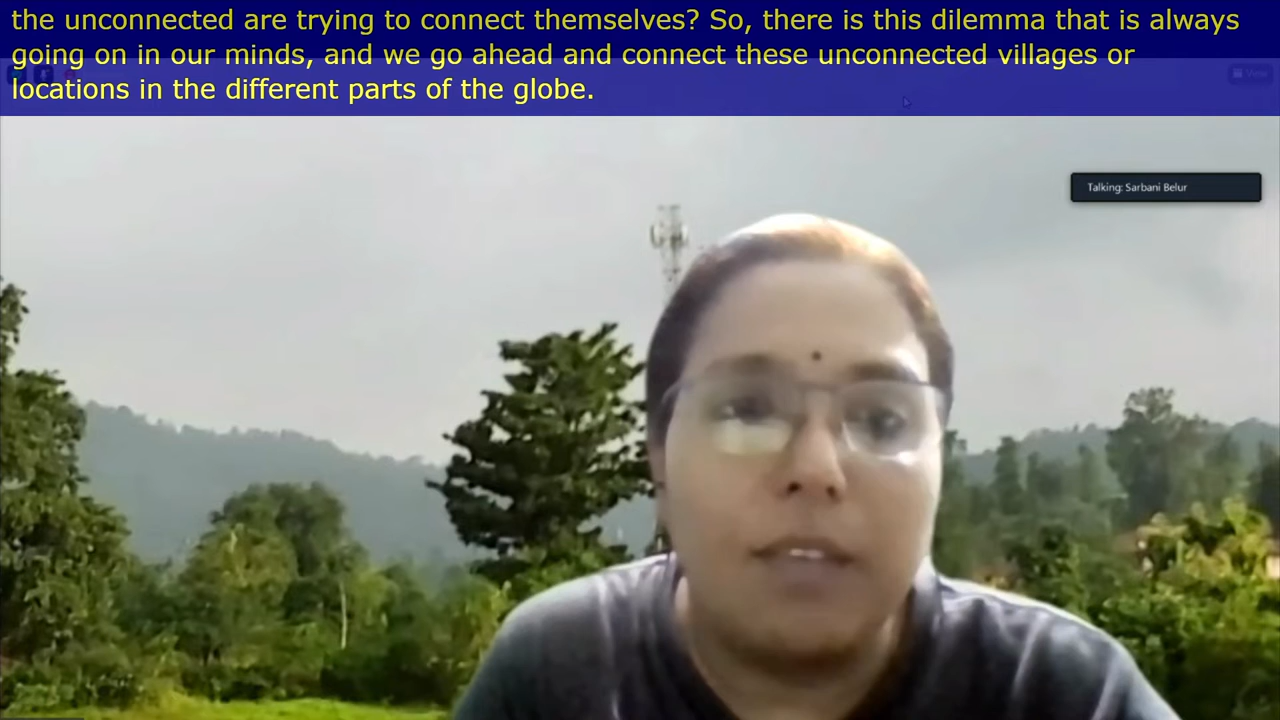 the unconnected are trying to connect themselves? So, there is this dilemma that is always
going on in our minds, and we go ahead and connect these unconnected villages or
locations in the different parts of the globe.
View
Talking: Sarbani Belur